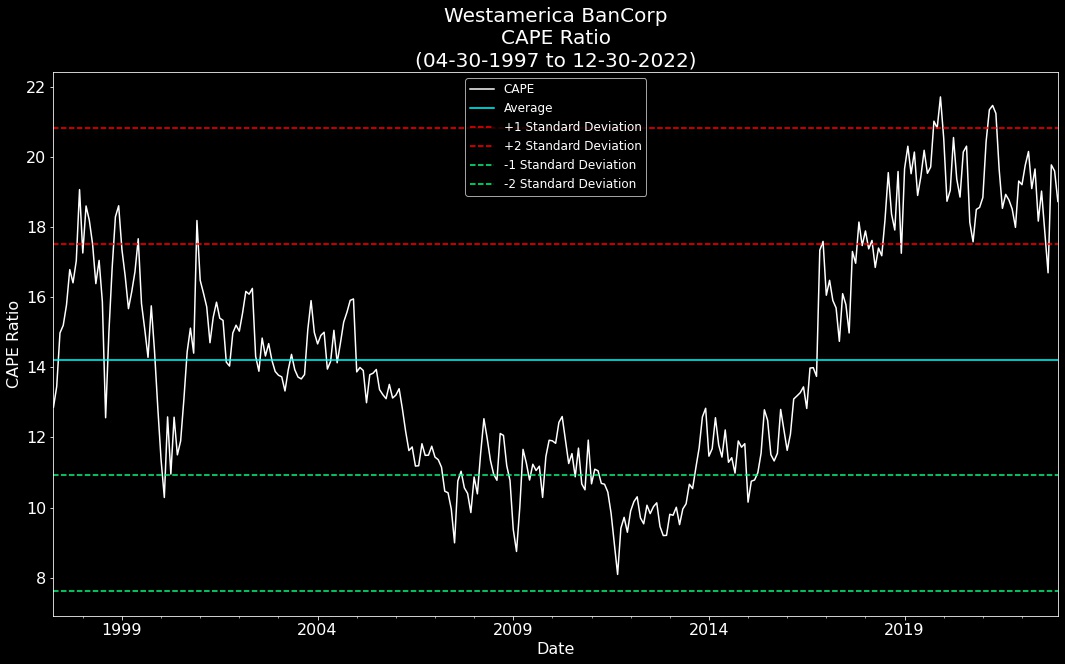 Westamerica BanCorp
CAPE Ratio
(04-30-1997 to 12-30-2022)
CAPE
Average
+1 Standard Deviation
+2 Standard Deviation
-1 Standard Deviation
-2 Standard Deviation
CAPE Ratio
22
20
18
16
14
12
10
8
1999
2004
2009
2014
2019
Date